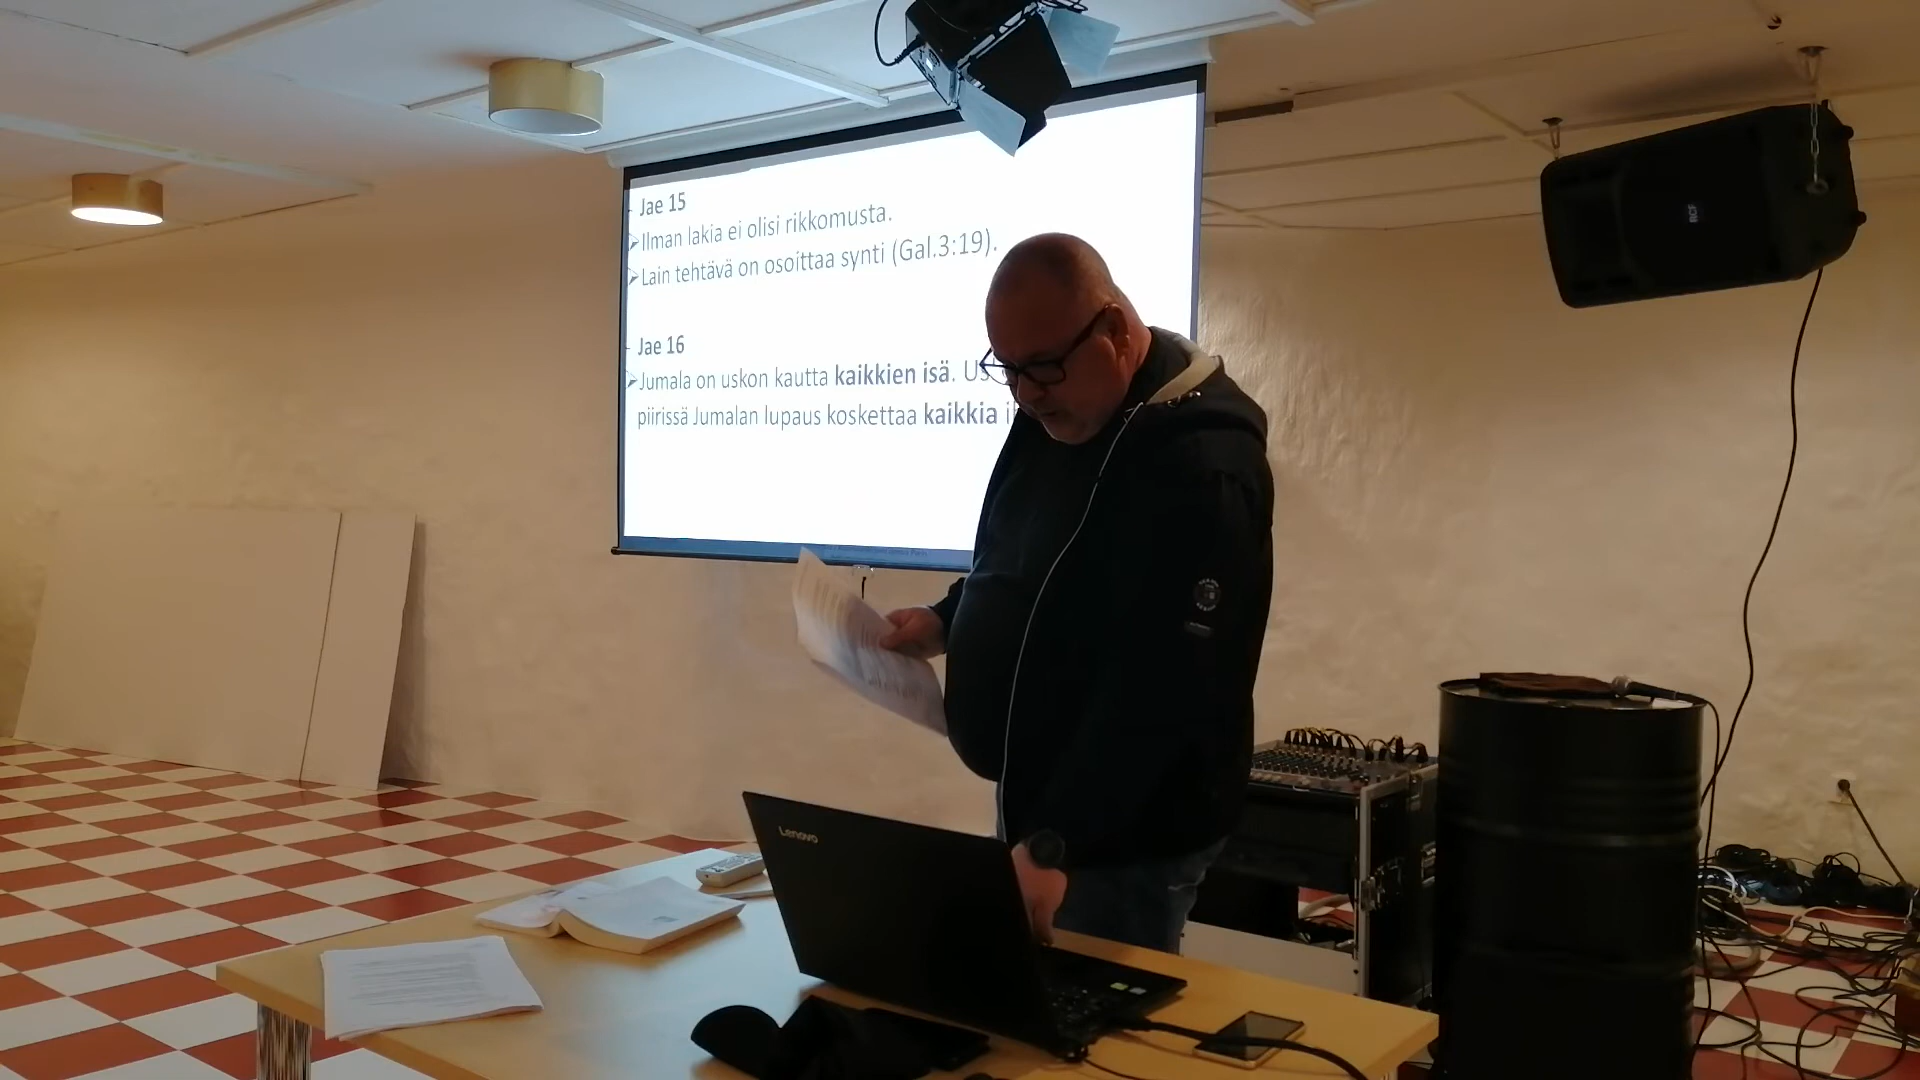 Jae 15
Ilman lakia ei olisi rikkomusta.
Lain tehtävä on osoittaa synti (Gal.3:19).
Jae 16
Jumala on uskon kautta kaikkien isä.
piirissä Jumalan lupaus koskettaa kaikkia
RCF
Lenovo